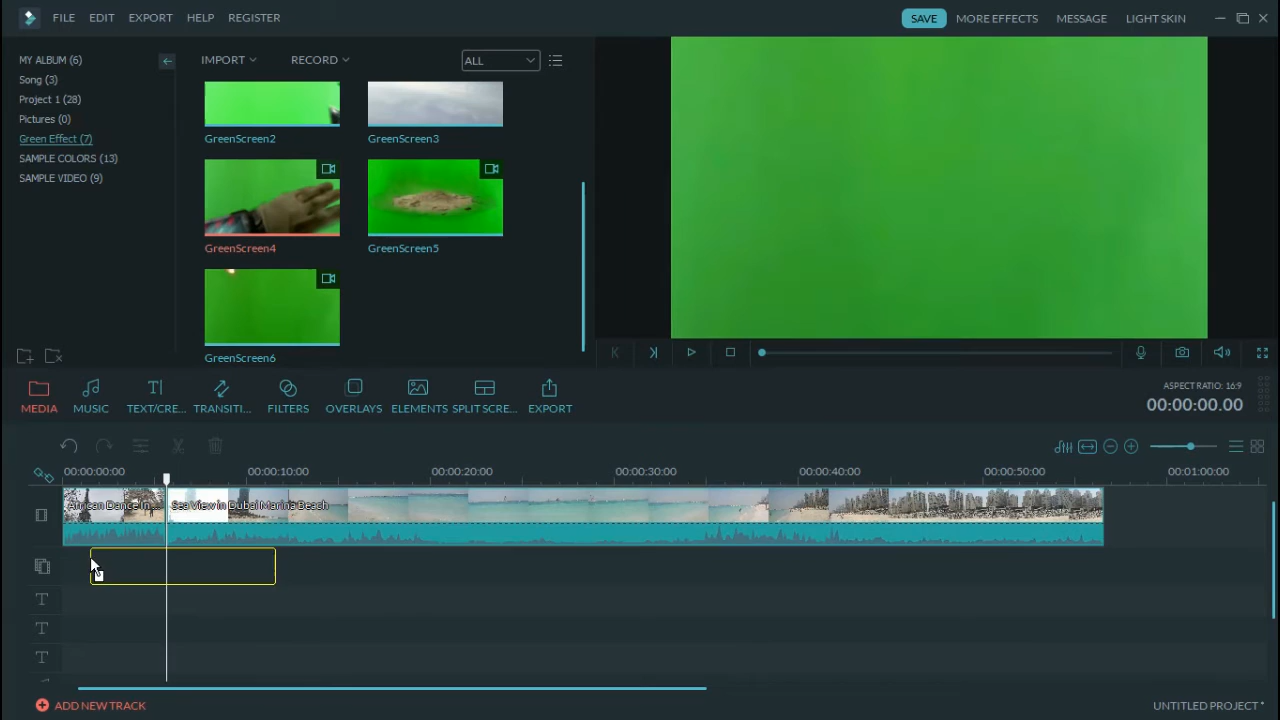 FILE EDIT EXPORT HELP REGISTER SAVE MORE EFFECTS MESSAGE LIGHT SKIN
MY ALBUM (6)
Song (3)
Project 1 (28)
Pictures (0)
Green Effect (7)
SAMPLE COLORS (13)
SAMPLE VIDEO (9)
IMPORT RECORD ALL
GreenScreen2 GreenScreen3
GreenScreen4 GreenScreen5
GreenScreen6
MEDIA MUSIC TEXT/CRE... TRANSITI... FILTERS OVERLAYS ELEMENTS SPLIT SCRE... EXPORT
ASPECT RATIO: 16:9
00:00:00.00
00:00:00:00 00:00:10:00 00:00:20:00 00:00:30:00 00:00:40:00 00:00:50:00 00:01:00:00
African Dance In Sea View in Dubai Marina Beach
T
T
T
ADD NEW TRACK UNTITLED PROJECT *